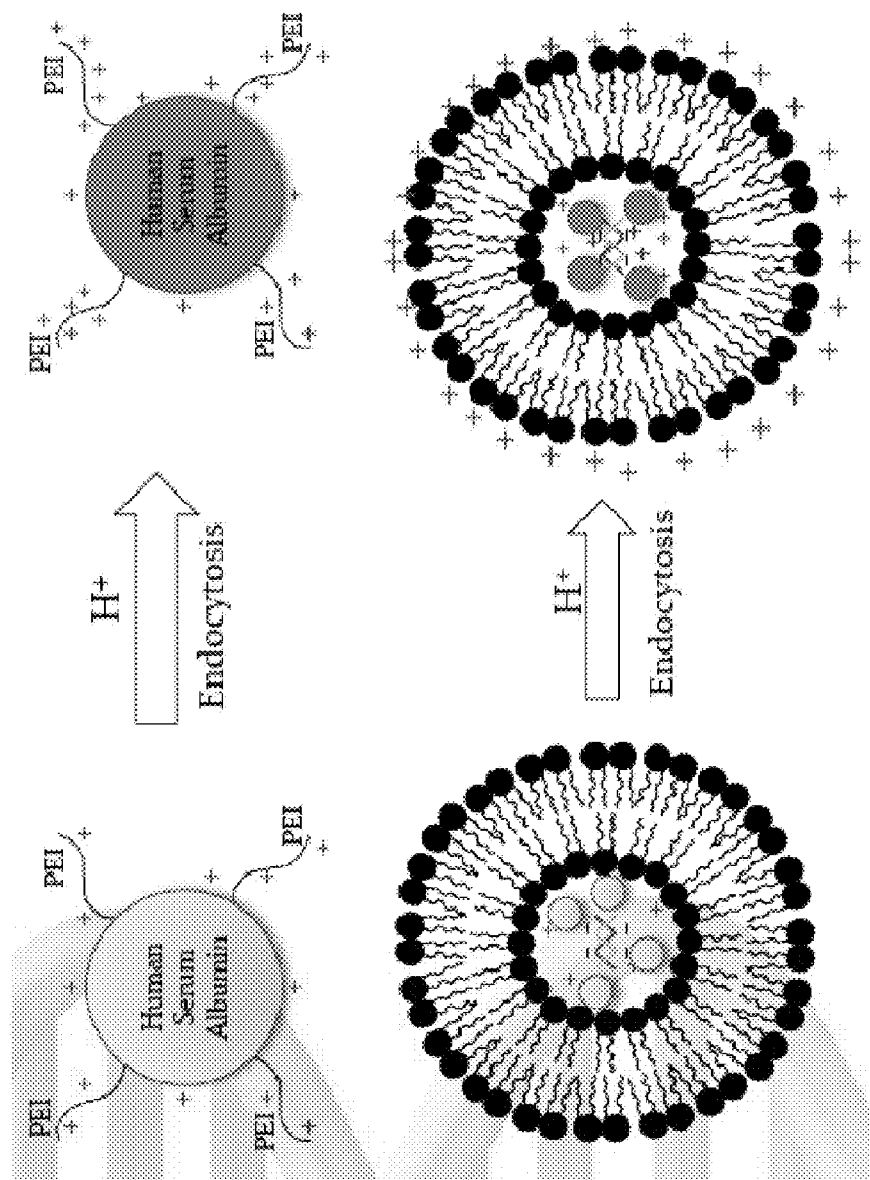 PEI
PEI
Human
Serum
Albumin
PEI
PEI
H+
Endocytosis
PEI
PEI
Human
Serum
Albumin
PEI
PEI
H+
Endocytosis